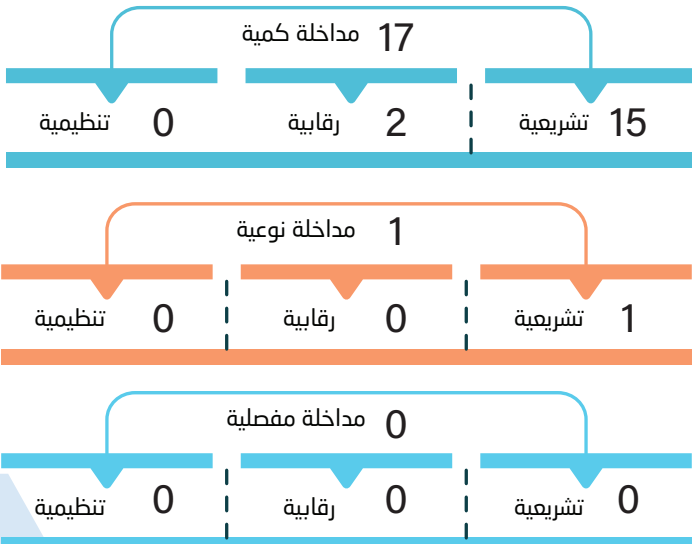 17 مداخلة كمية
15 تشريعية 2 رقابية 0 تنظيمية
1 مداخلة نوعية
1 تشريعية 0 رقابية 0 تنظيمية
0 مداخلة مفصلية
0 تشريعية 0 رقابية 0 تنظيمية